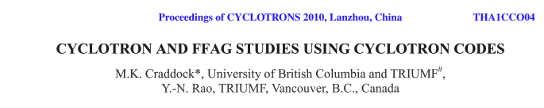 Proceedings of CYCLOTRONS 2010, Lanzhou, China THA1CCO04
CYCLOTRON AND FFAG STUDIES USING CYCLOTRON CODES
M.K. Craddock*, University of British Columbia and TRIUMF#,
Y.-N. Rao, TRIUMF, Vancouver, B.C., Canada